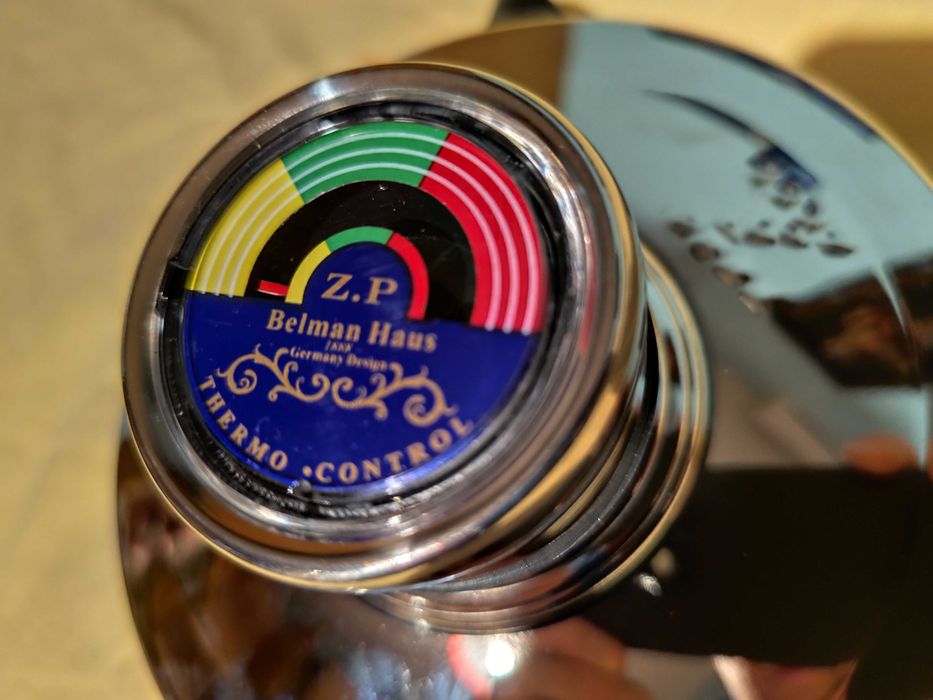 Z.P
Belman Haus
Germany Design
THERMO • CONTROL